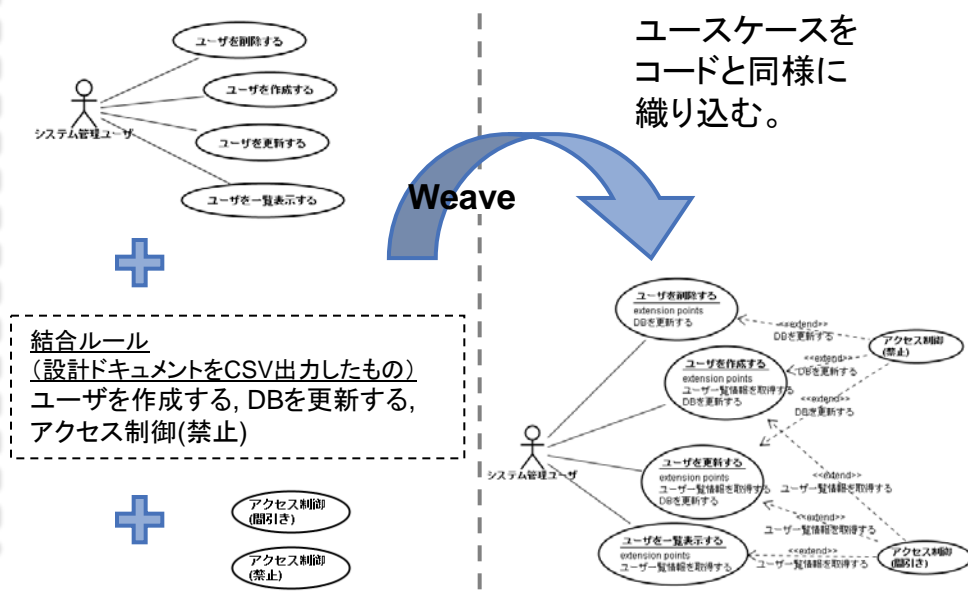 ユーザを削除する
ユーザを作成する
システム管理ユーザ
ユーザを更新する
ユーザを一覧表示する
結合ルール
(設計ドキュメントをCSV出力したもの)
ユーザを作成する, DBを更新する,
アクセス制御(禁止)
アクセス制御
(間引き)
アクセス制御
(禁止)
Weave
ユースケースを
コードと同様に
織り込む。
ユーザを削除する
extension points
DBを更新する
<<extend>>
DBを更新する
アクセス制御
(禁止)
ユーザを作成する
extension points
ユーザ一覧情報を取得する
DBを更新する
<<extend>>
DBを更新する
<<extend>>
DBを更新する
システム管理ユーザ
ユーザを更新する
extension points
ユーザ一覧情報を取得する
DBを更新する
<<extend>>
ユーザ一覧情報を取得する
<<extend>>
ユーザ一覧情報を取得する
ユーザを一覧表示する
extension points
ユーザ一覧情報を取得する
<<extend>>
ユーザ一覧情報を取得する
アクセス制御
(間引き)